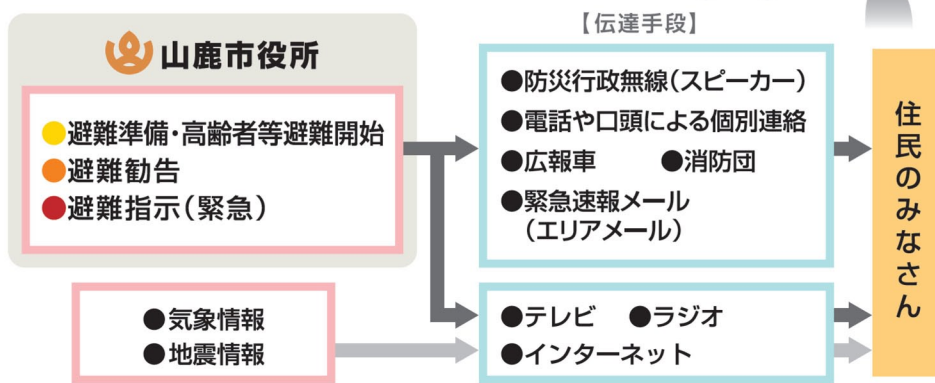 山鹿市役所
●避難準備・高齢者等避難開始
●避難勧告
●避難指示(緊急)
●気象情報
●地震情報
【伝達手段】
●防災行政無線(スピーカー)
●電話や口頭による個別連絡
●広報車 ●消防団
●緊急速報メール
(エリアメール)
●テレビ ●ラジオ
●インターネット
住民のみなさん